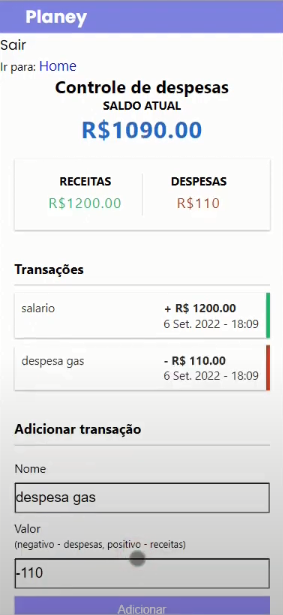 Planey
Sair
Ir para: Home
Controle de despesas
SALDO ATUAL
R$1090.00
RECEITAS DESPESAS
R$1200.00 R$110
Transações
salario + R$ 1200.00
6 Set. 2022 - 18:09
despesa gas - R$ 110.00
6 Set. 2022 - 18:09
Adicionar transação
Nome
despesa gas
Valor
(negativo - despesas, positivo - receitas)
-110
Adicionar